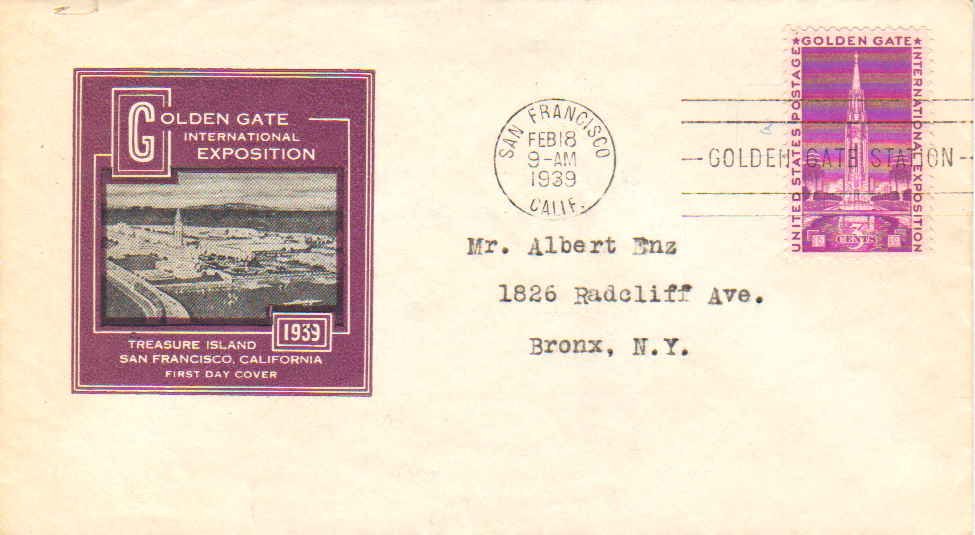 GOLDEN GATE
INTERNATIONAL
EXPOSITION
1939
TREASURE ISLAND
SAN FRANCISCO, CALIFORNIA
FIRST DAY COVER
SAN FRANCISCO
FEB 18
9-AM
1939
CALIF.
GOLDEN GATE STATION
★GOLDEN GATE★
UNITED STATES POSTAGE
INTERNATIONAL EXPOSITION
3
CENTS
Mr. Albert Enz
1826 Radcliff Ave.
Bronx, N.Y.